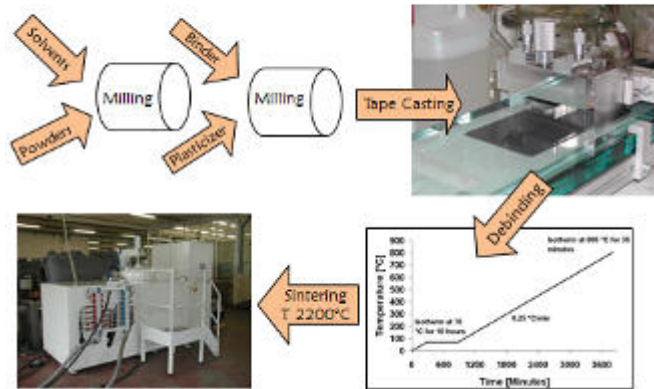 Solvents
Powders
Milling
Binder
Plasticizer
Milling
Tape Casting
Debinding
Isotherm at 800 °C for 30
minutes
Isotherm at 70
°C for 10 hours
0.25 °C/min
Temperature [°C]
900
800
700
600
500
400
300
200
100
0
0 600 1200 1800 2400 3000 3600
Time [Minutes]
Sintering
T 2200°C